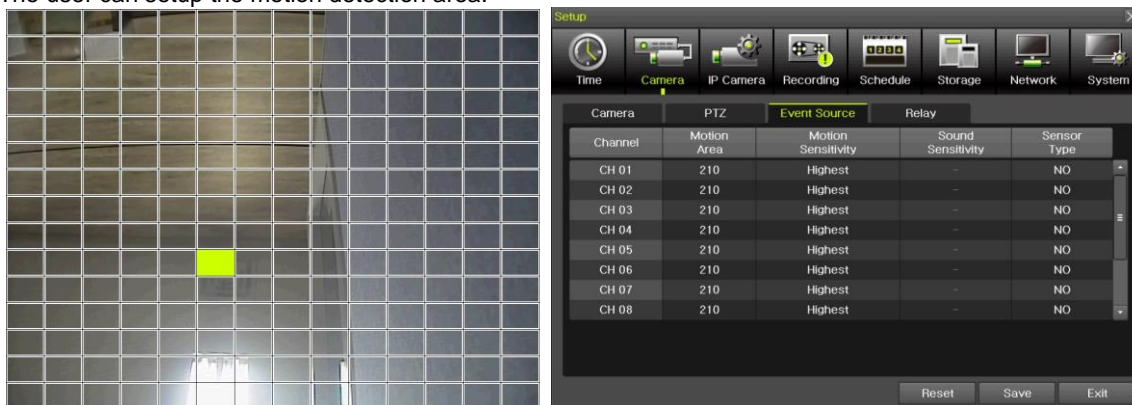 The user can setup the motion detection area.
Setup
Time Camera IP Camera Recording Schedule Storage Network System
Camera PTZ Event Source Relay
Channel Motion Area Motion Sensitivity Sound Sensitivity Sensor Type
CH 01 210 Highest - NO
CH 02 210 Highest - NO
CH 03 210 Highest - NO
CH 04 210 Highest - NO
CH 05 210 Highest - NO
CH 06 210 Highest - NO
CH 07 210 Highest - NO
CH 08 210 Highest - NO
Reset Save Exit